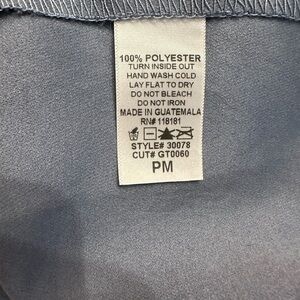 100% POLYESTER
TURN INSIDE OUT
HAND WASH COLD
LAY FLAT TO DRY
DO NOT BLEACH
DO NOT IRON
MADE IN GUATEMALA
RN# 118181
STYLE# 30078
CUT# GT0060
PM